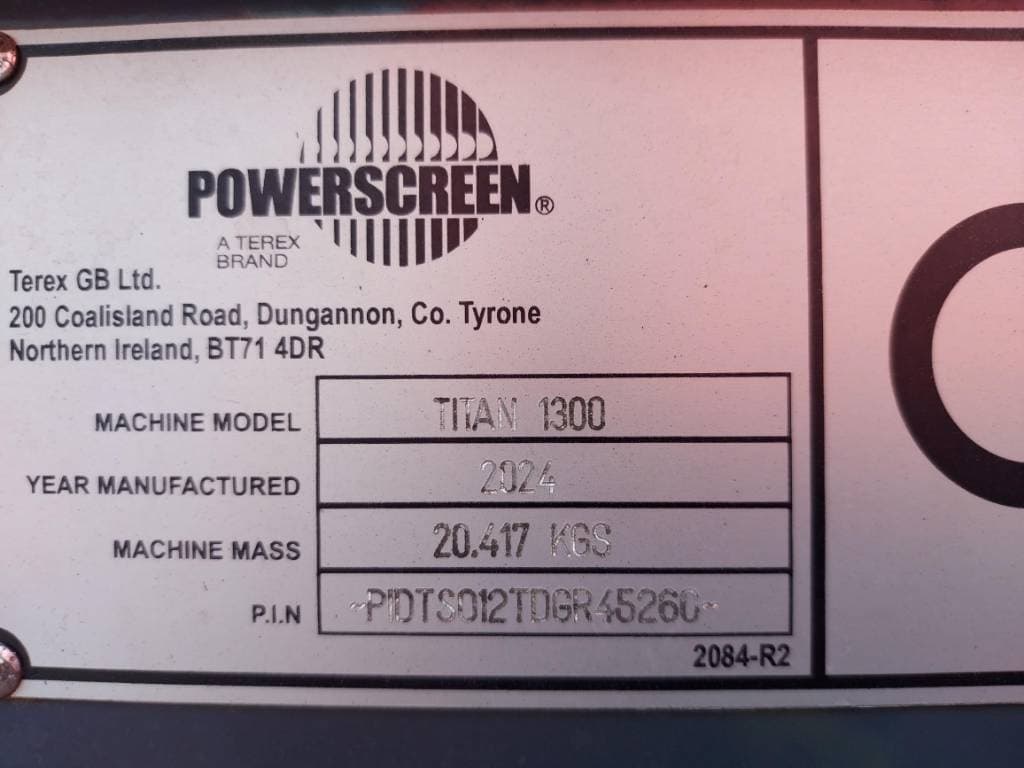 POWERSCREEN®
A TEREX
BRAND
Terex GB Ltd.
200 Coalisland Road, Dungannon, Co. Tyrone
Northern Ireland, BT71 4DR
MACHINE MODEL TITAN 1300
YEAR MANUFACTURED 2024
MACHINE MASS 20.417 KGS
P.I.N ~PIDTS012TDGR45260~
2084-R2